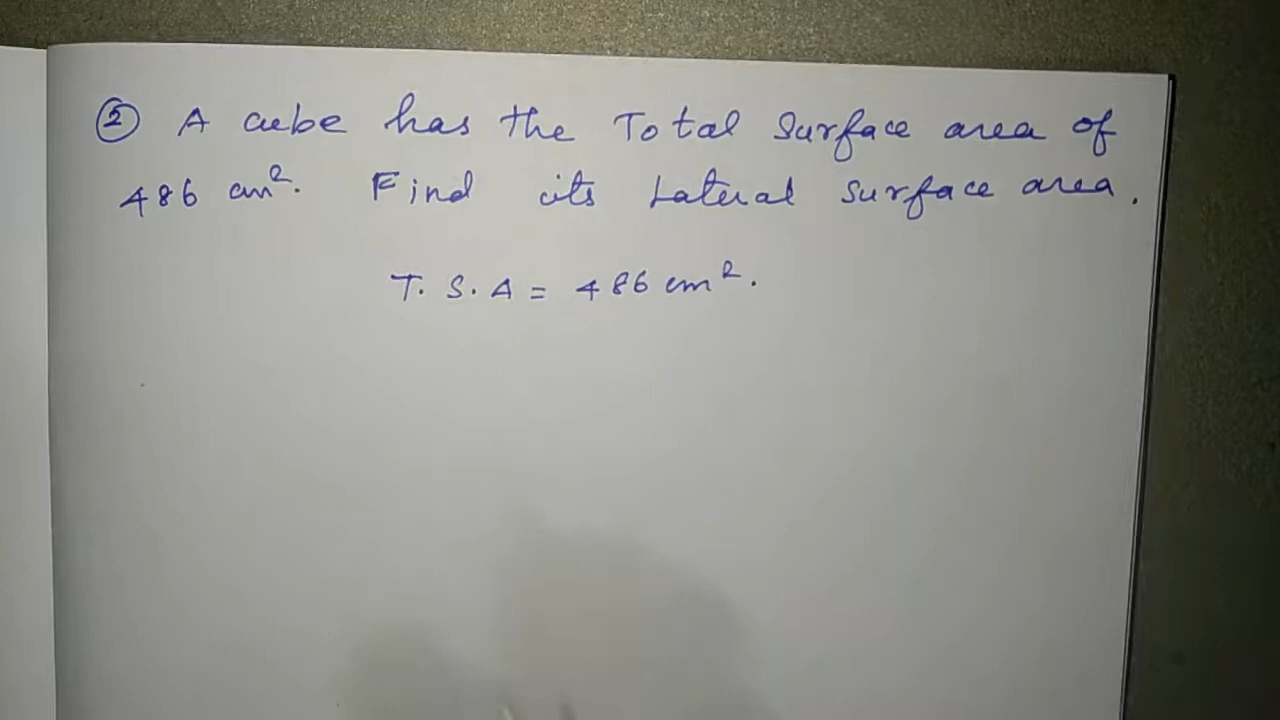 ② A cube has the Total Surface area of
486 cm². Find its Lateral surface area.
T. S. A = 486 cm².